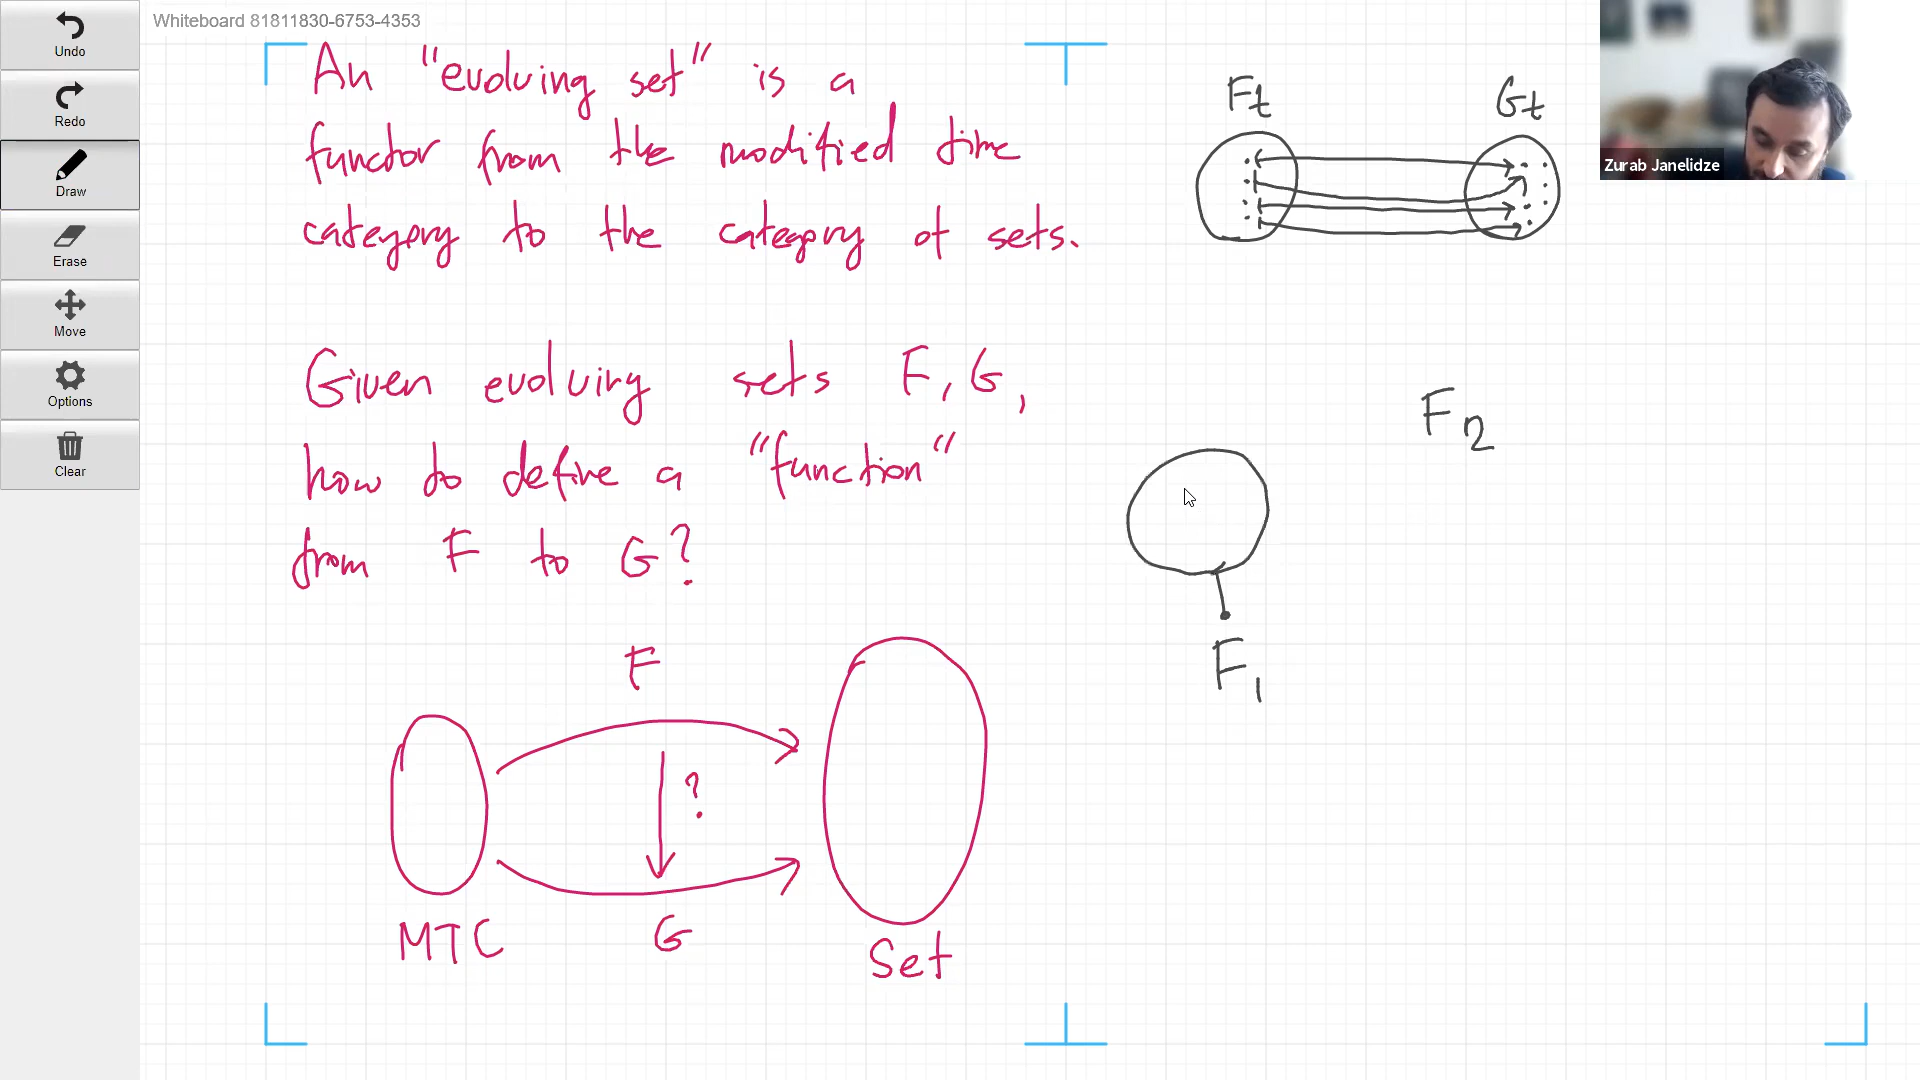 Whiteboard 81811830-6753-4353
Undo
Redo
Draw
Erase
Move
Options
Clear
An "evolving set" is a
functor from the modified time
category to the category of sets.
Given evolving sets F, G,
how to define a "function"
from F to G?
F
?
MTC
G
Set
Ft
Gt
F2
F1
Zurab Janelidze